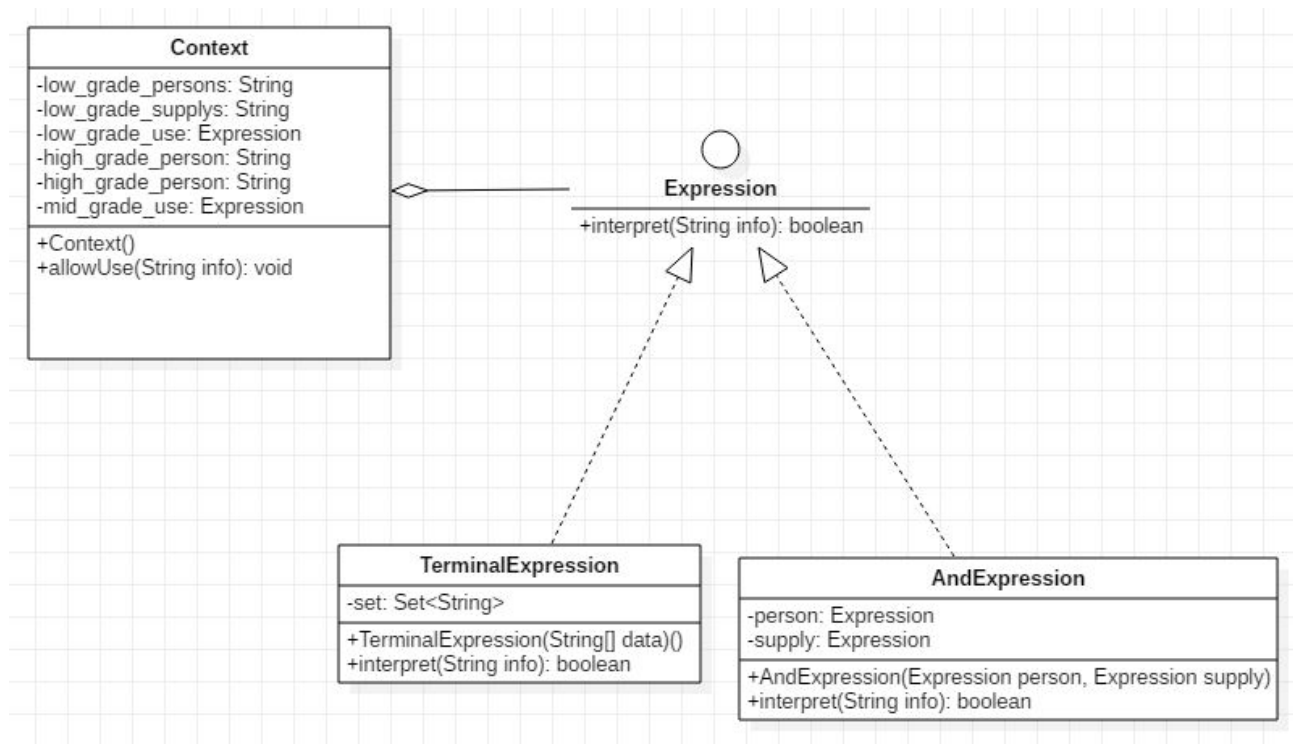 Context
-low_grade_persons: String
-low_grade_supplys: String
-low_grade_use: Expression
-high_grade_person: String
-high_grade_person: String
-mid_grade_use: Expression
+Context()
+allowUse(String info): void
Expression
+interpret(String info): boolean
TerminalExpression
-set: Set<String>
+TerminalExpression(String[] data)()
+interpret(String info): boolean
AndExpression
-person: Expression
-supply: Expression
+AndExpression(Expression person, Expression supply)
+interpret(String info): boolean